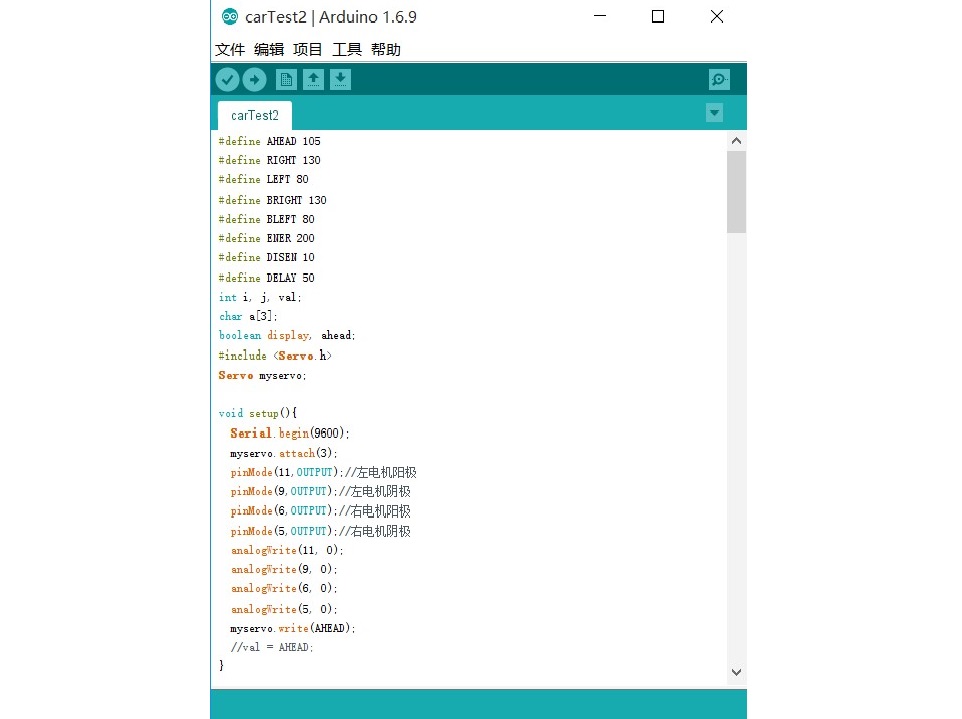 carTest2 | Arduino 1.6.9
文件 编辑 项目 工具 帮助
carTest2
#define AHEAD 105
#define RIGHT 130
#define LEFT 80
#define BRIGHT 130
#define BLEFT 80
#define ENER 200
#define DISEN 10
#define DELAY 50
int i, j, val;
char a[3];
boolean display, ahead;
#include <Servo.h>
Servo myservo;
void setup(){
Serial.begin(9600);
myservo.attach(3);
pinMode(11,OUTPUT);//左电机阳极
pinMode(9,OUTPUT);//左电机阴极
pinMode(6,OUTPUT);//右电机阳极
pinMode(5,OUTPUT);//右电机阴极
analogWrite(11, 0);
analogWrite(9, 0);
analogWrite(6, 0);
analogWrite(5, 0);
myservo.write(AHEAD);
//val = AHEAD;
}